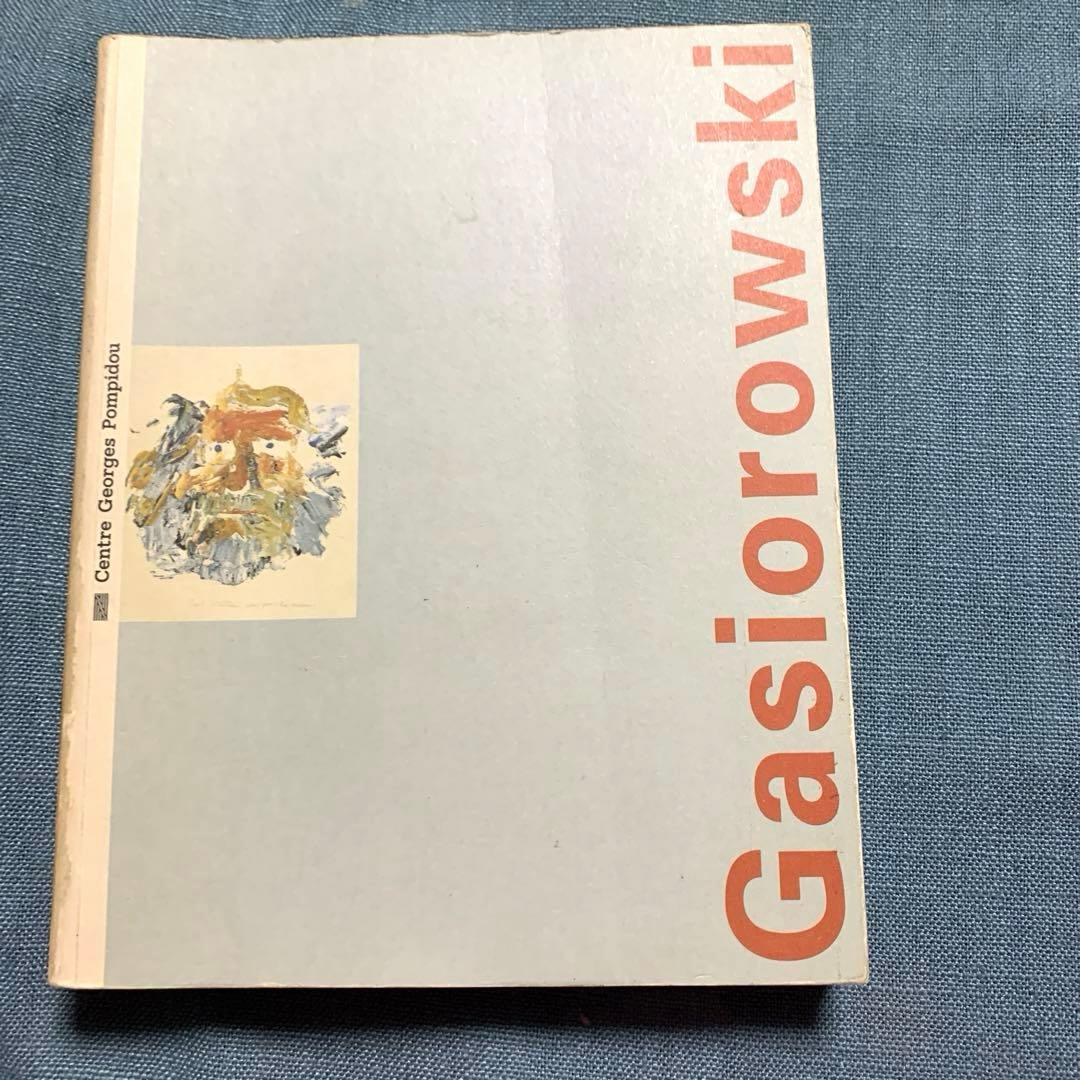 Centre Georges Pompidou
Gasiorowski